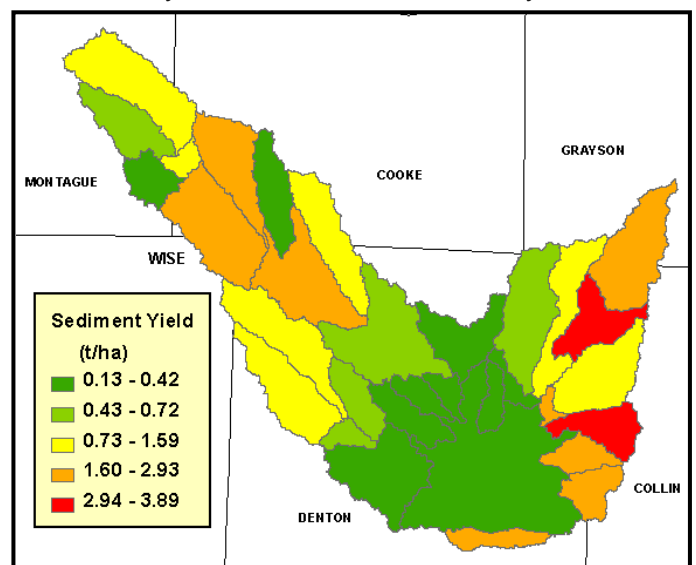 COOKE
GRAYSON
MONTAGUE
WISE
Sediment Yield
(t/ha)
0.13 - 0.42
0.43 - 0.72
0.73 - 1.59
1.60 - 2.93
2.94 - 3.89
COLLIN
DENTON